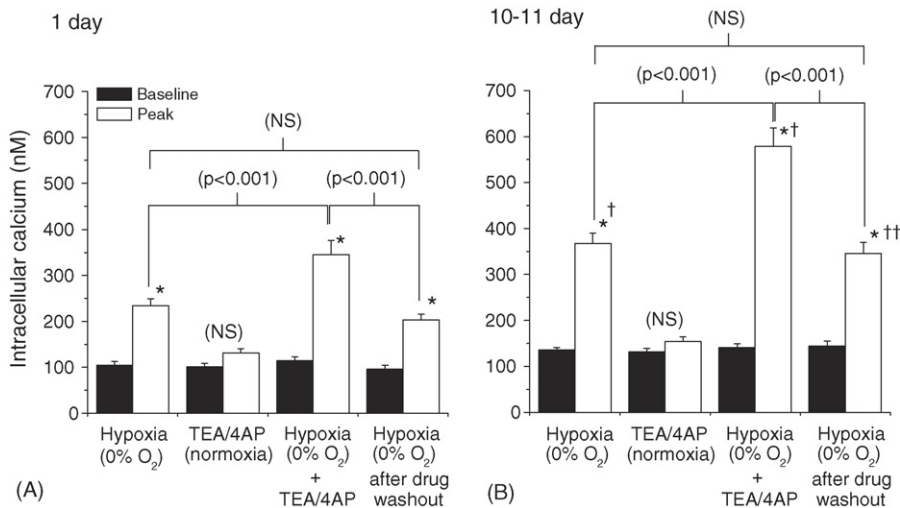 1 day
(NS)
(p<0.001)
(p<0.001)
(NS)
Baseline
Peak
Intracellular calcium (nM)
700
600
500
400
300
200
100
0
*
*
*
Hypoxia
(0% O₂)
TEA/4AP
(normoxia)
Hypoxia
(0% O₂)
+
TEA/4AP
Hypoxia
(0% O₂)
after drug
washout
(A)
10-11 day
(NS)
(p<0.001)
(p<0.001)
(NS)
700
600
500
400
300
200
100
0
*†
*†
*††
Hypoxia
(0% O₂)
TEA/4AP
(normoxia)
Hypoxia
(0% O₂)
+
TEA/4AP
Hypoxia
(0% O₂)
after drug
washout
(B)